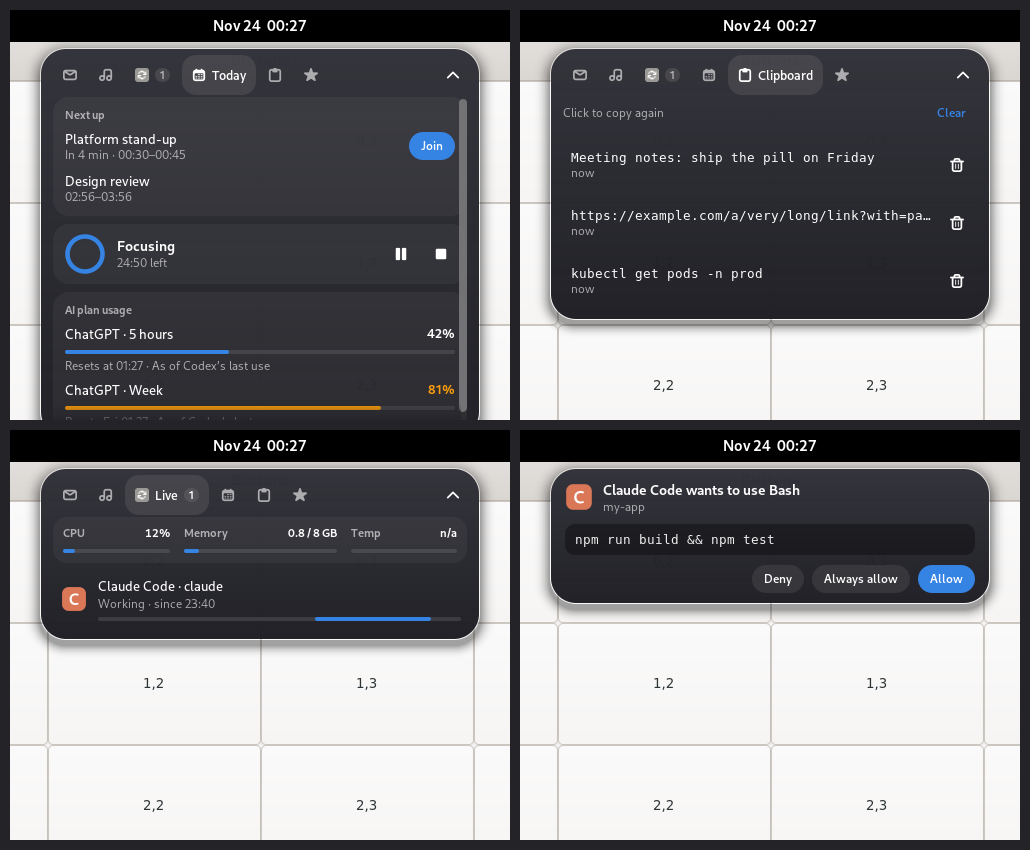 Nov 24 00:27
1 Today
Next up
Platform stand-up
In 4 min · 00:30–00:45
Join
Design review
02:56–03:56
Focusing
24:50 left
AI plan usage
ChatGPT · 5 hours 42%
Resets at 01:27 · As of Codex's last use
ChatGPT · Week 81%
Nov 24 00:27
1 Clipboard
Click to copy again Clear
Meeting notes: ship the pill on Friday
now
https://example.com/a/very/long/link?with=pa…
now
kubectl get pods -n prod
now
2,2 2,3
Nov 24 00:27
Live 1
CPU 12% Memory 0.8 / 8 GB Temp n/a
C
Claude Code · claude
Working · since 23:40
1,2 1,3
2,2 2,3
Nov 24 00:27
C
Claude Code wants to use Bash
my-app
npm run build && npm test
Deny Always allow Allow
1,2 1,3
2,2 2,3